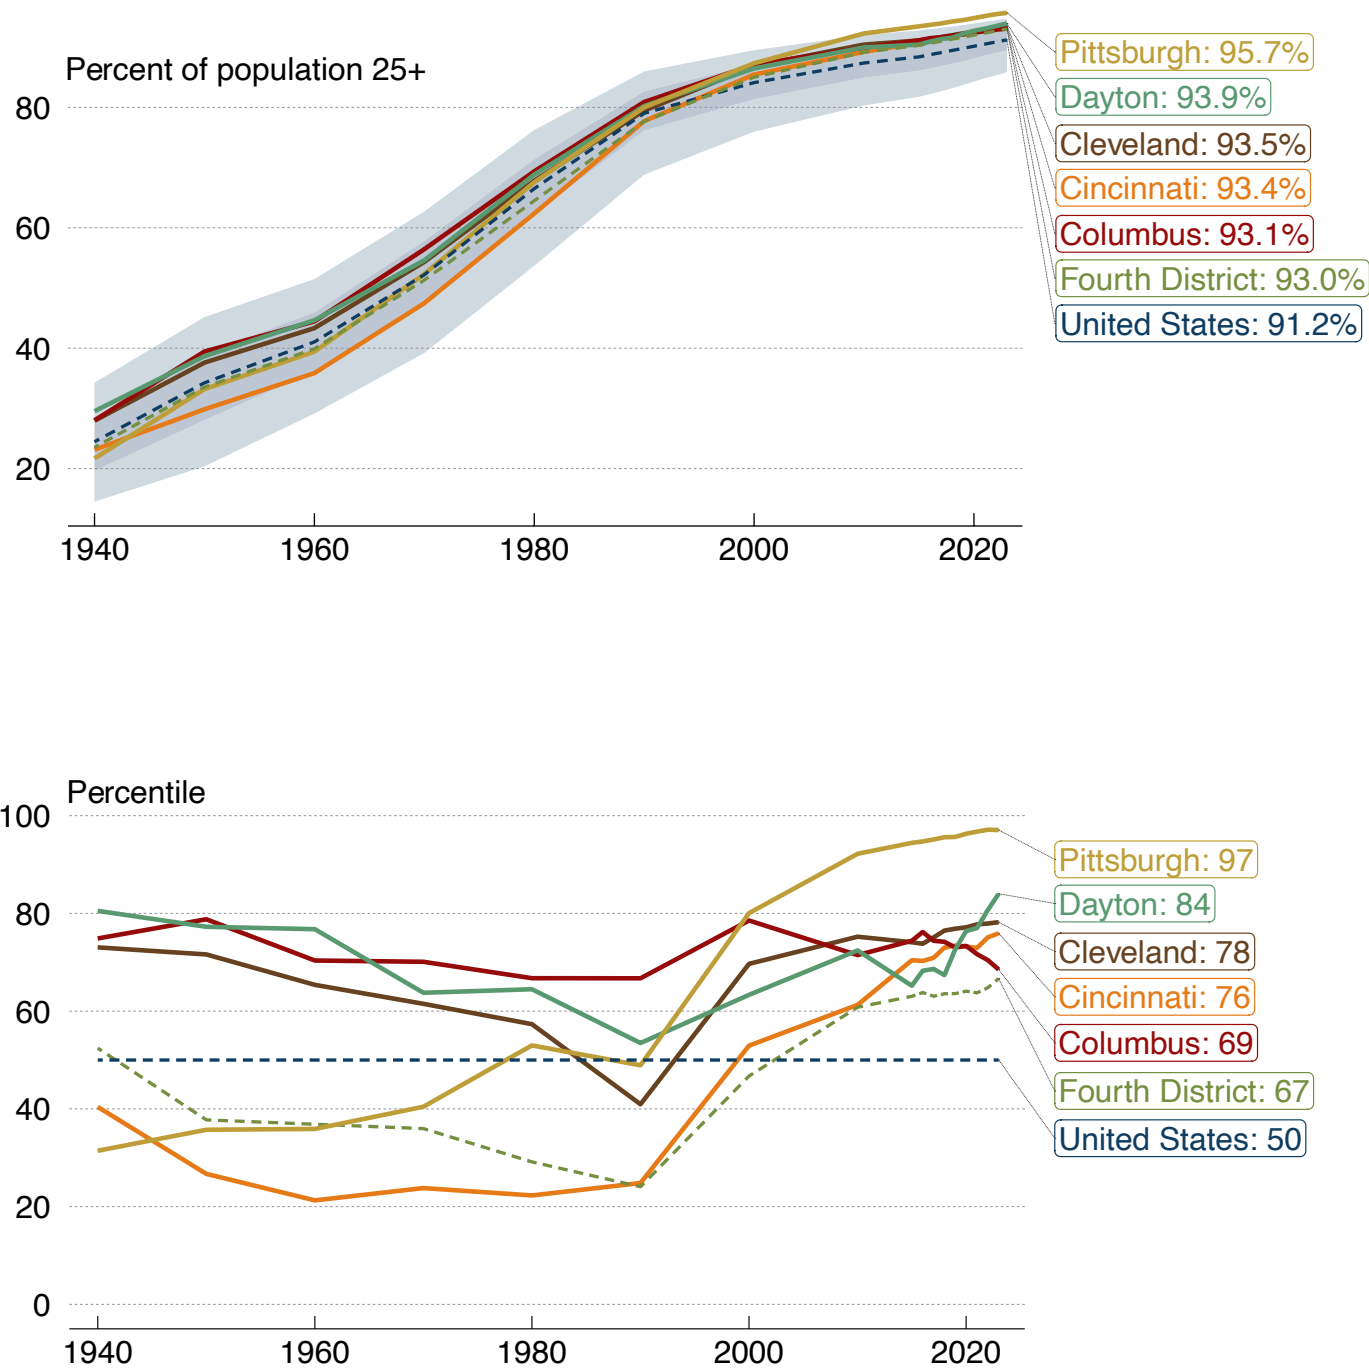 Percent of population 25+
80
60
40
20
1940 1960 1980 2000 2020
Pittsburgh: 95.7%
Dayton: 93.9%
Cleveland: 93.5%
Cincinnati: 93.4%
Columbus: 93.1%
Fourth District: 93.0%
United States: 91.2%
Percentile
100
80
60
40
20
0
1940 1960 1980 2000 2020
Pittsburgh: 97
Dayton: 84
Cleveland: 78
Cincinnati: 76
Columbus: 69
Fourth District: 67
United States: 50